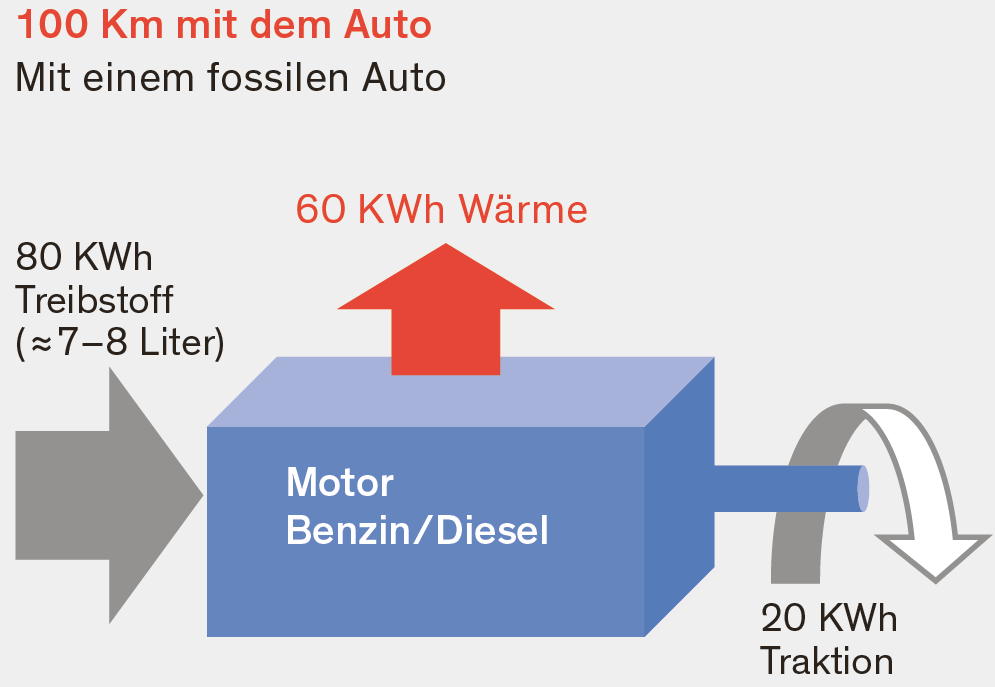 100 Km mit dem Auto
Mit einem fossilen Auto
60 KWh Wärme
80 KWh
Treibstoff
(≈7–8 Liter)
Motor
Benzin/Diesel
20 KWh
Traktion